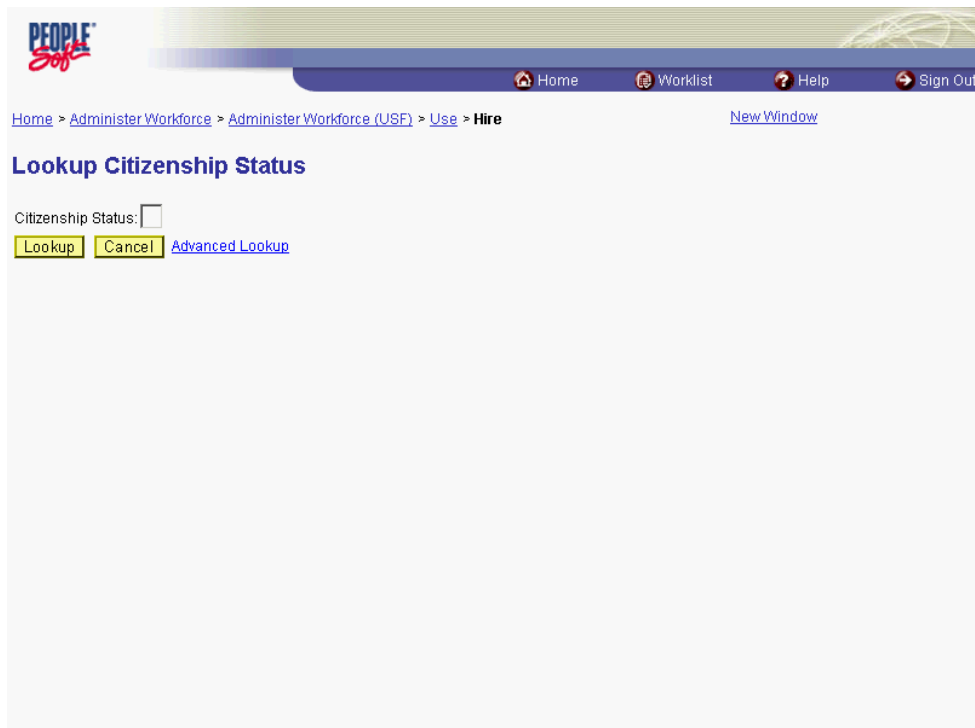 PEOPLE
Soft
Home Worklist Help Sign Out
Home > Administer Workforce > Administer Workforce (USF) > Use > Hire New Window
Lookup Citizenship Status
Citizenship Status:
Lookup Cancel Advanced Lookup